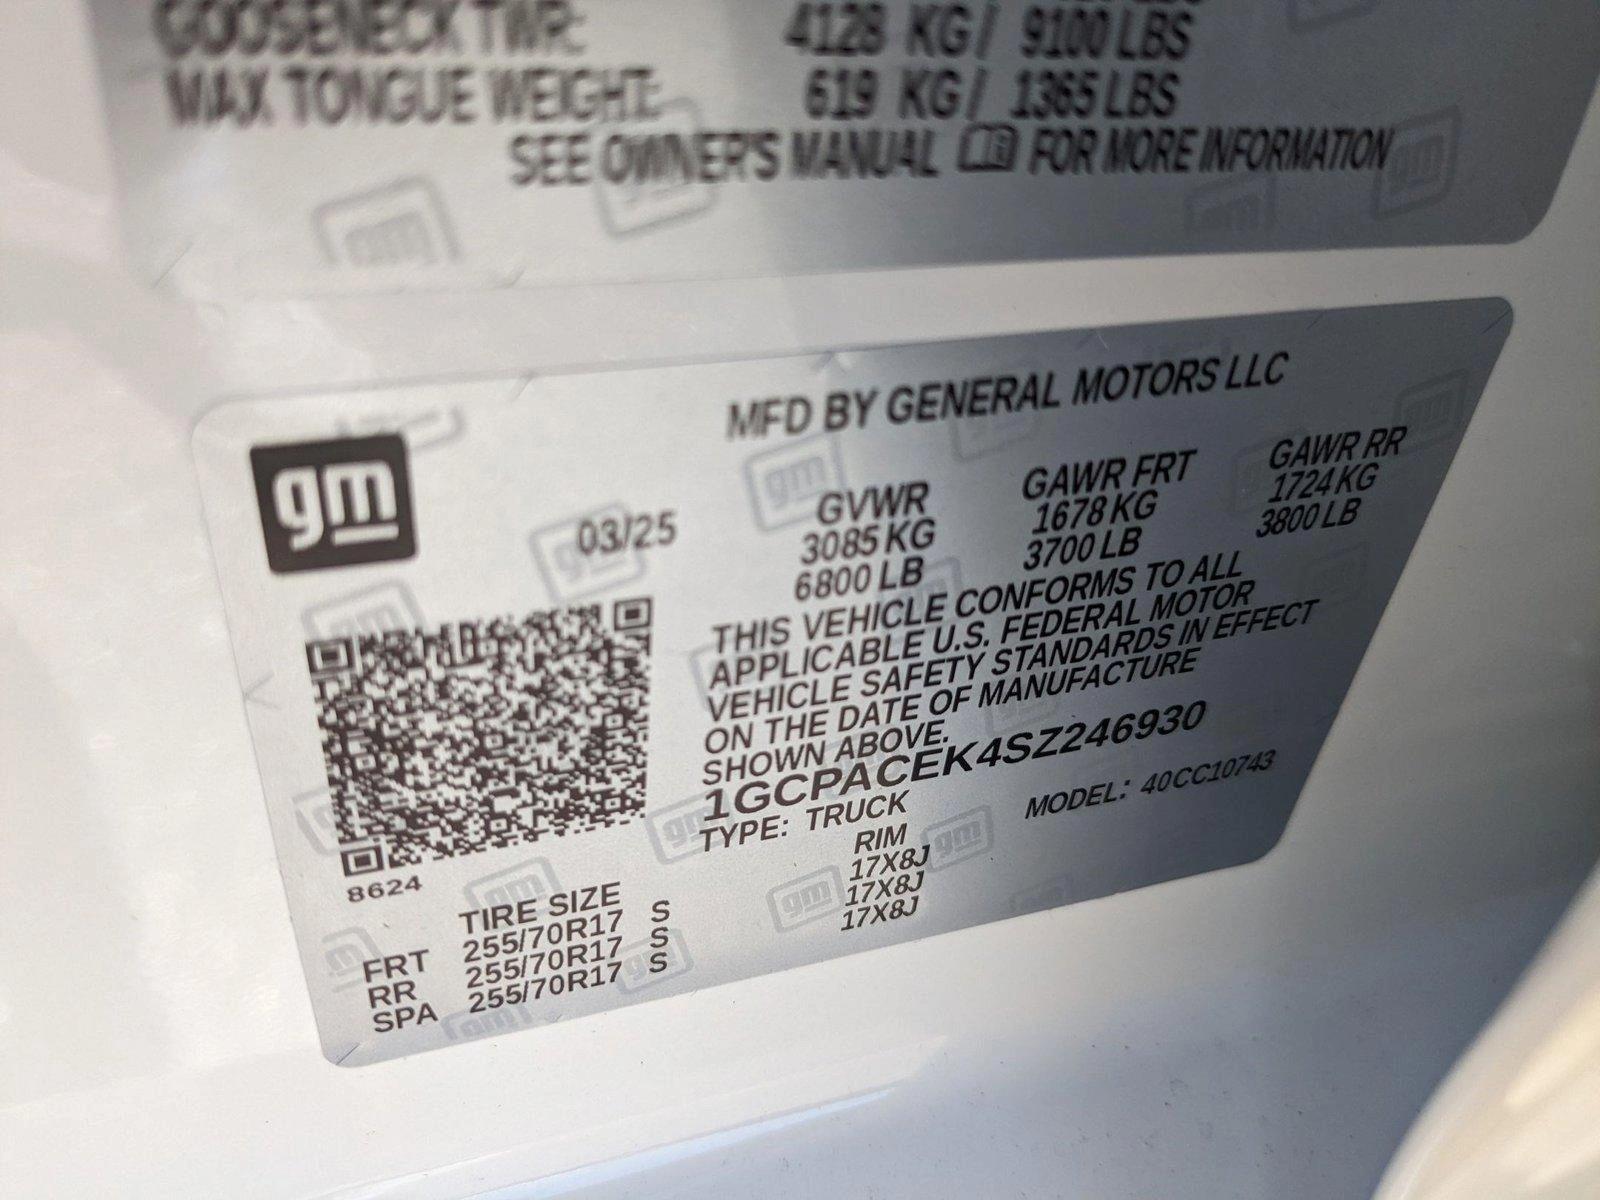 GOOSENECK TWR: 4128 KG/ 9100 LBS
MAX TONGUE WEIGHT: 619 KG/ 1365 LBS
SEE OWNER'S MANUAL FOR MORE INFORMATION
MFD BY GENERAL MOTORS LLC
gm
03/25
GVWR GAWR FRT GAWR RR
3085 KG 1678 KG 1724 KG
6800 LB 3700 LB 3800 LB
THIS VEHICLE CONFORMS TO ALL
APPLICABLE U.S. FEDERAL MOTOR
VEHICLE SAFETY STANDARDS IN EFFECT
ON THE DATE OF MANUFACTURE
SHOWN ABOVE.
1GCPACEK4SZ246930
TYPE: TRUCK MODEL: 40CC10743
8624
TIRE SIZE RIM
FRT 255/70R17 S 17X8J
RR 255/70R17 S 17X8J
SPA 255/70R17 S 17X8J